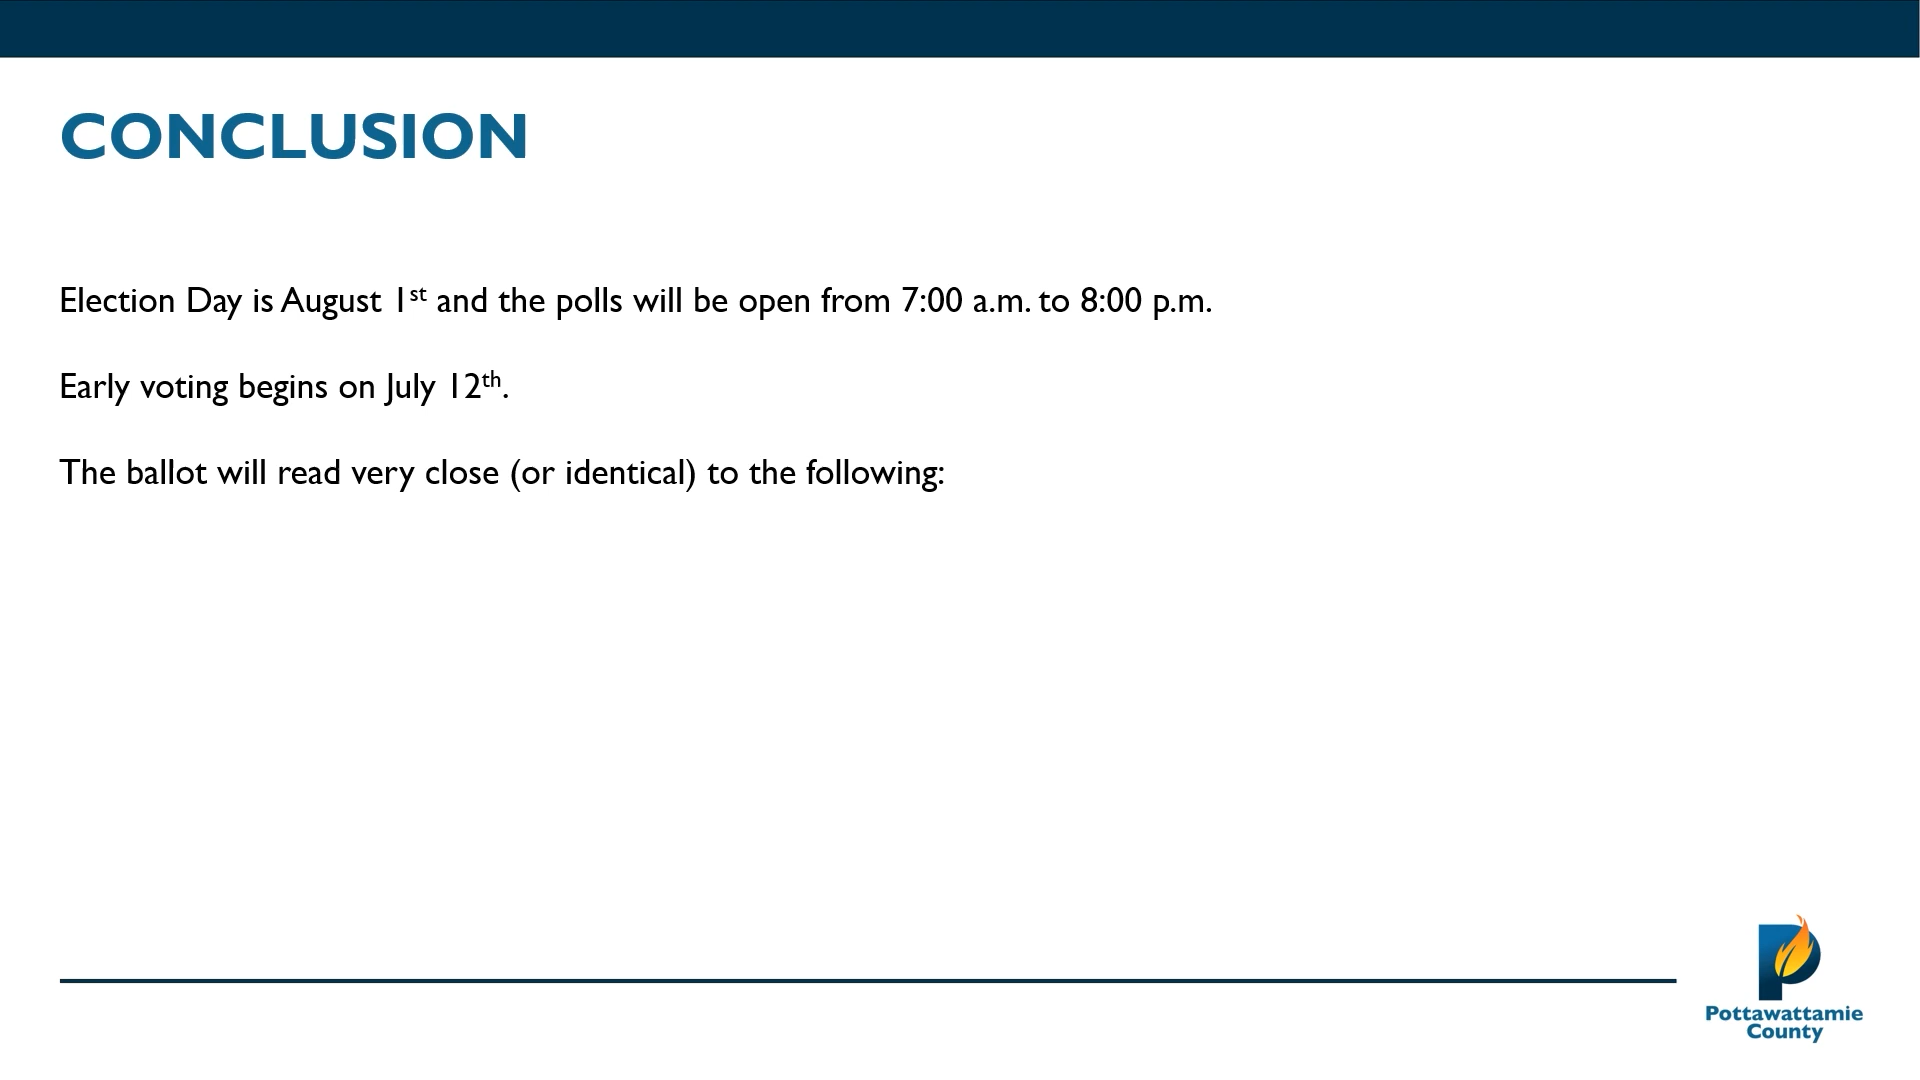 CONCLUSION
Election Day is August 1st and the polls will be open from 7:00 a.m. to 8:00 p.m.
Early voting begins on July 12th.
The ballot will read very close (or identical) to the following:
Pottawattamie
County